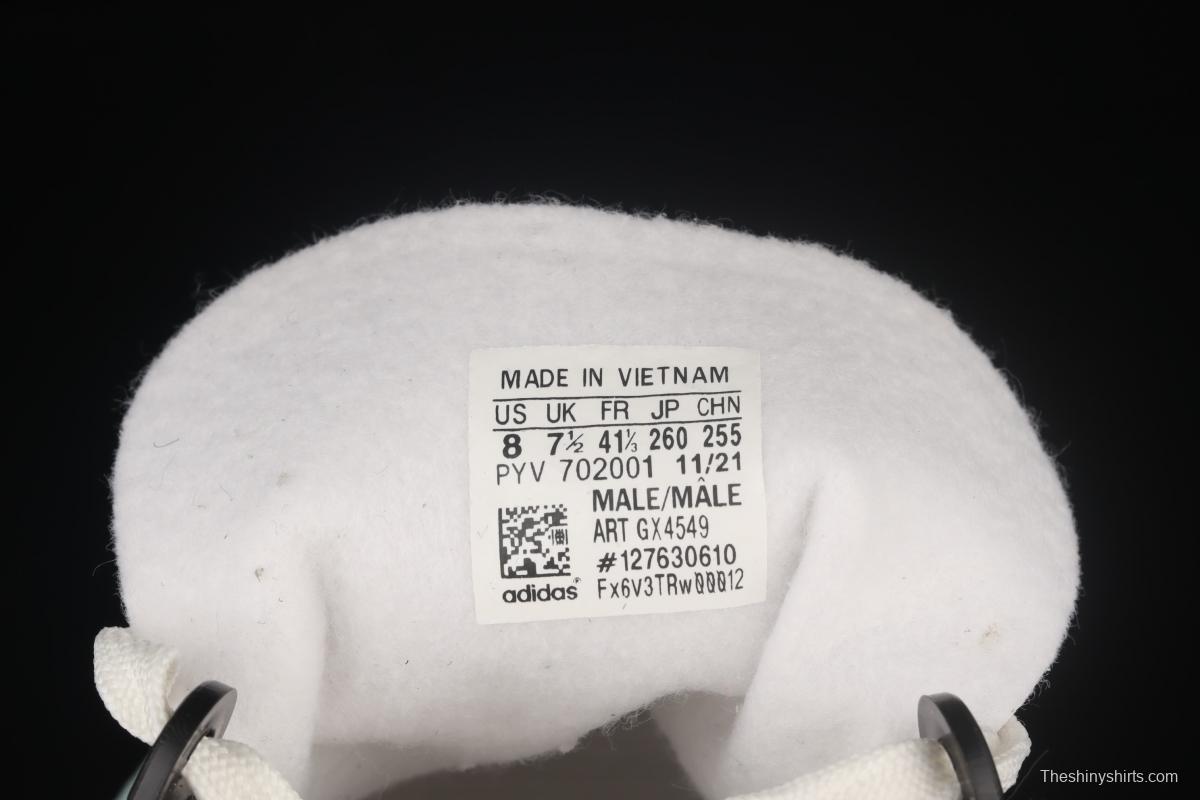 MADE IN VIETNAM
US UK FR JP CHN
8 7½ 41⅓ 260 255
PYV 702001 11/21
MALE/MÂLE
ART GX4549
#127630610
Fx6V3TRw00012
adidas
Theshinyshirts.com